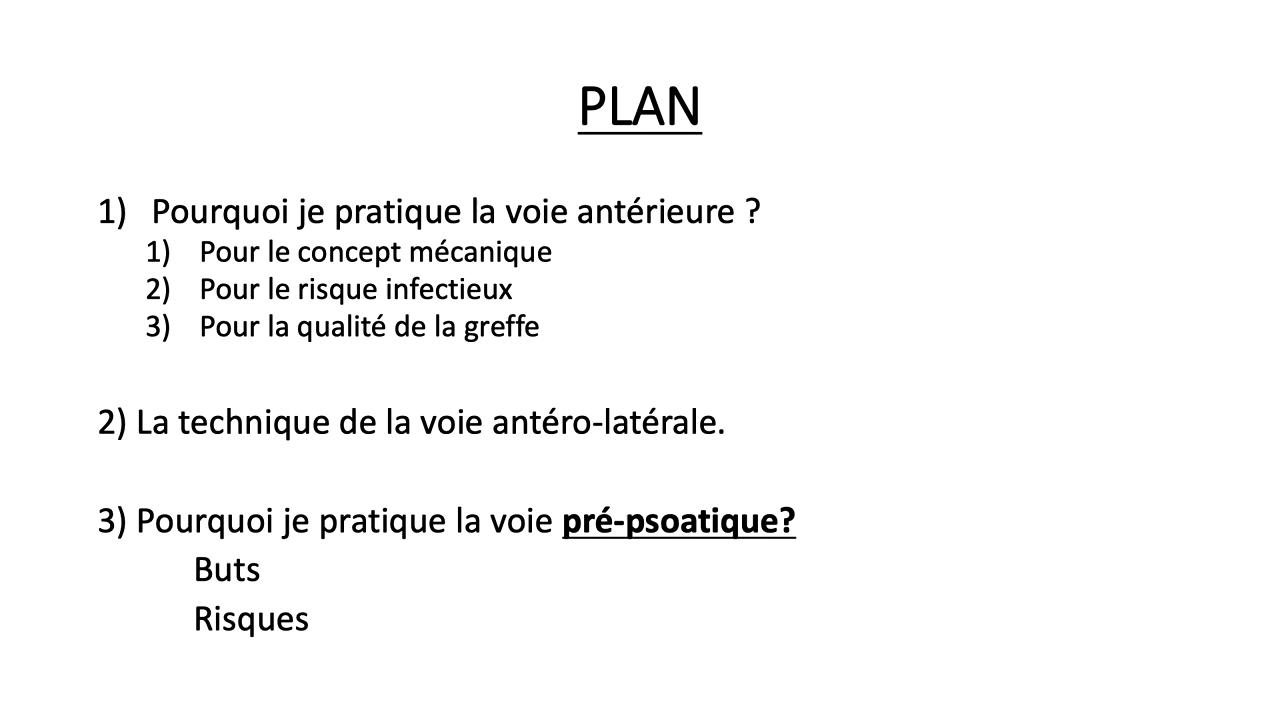 PLAN
1) Pourquoi je pratique la voie antérieure ?
1) Pour le concept mécanique
2) Pour le risque infectieux
3) Pour la qualité de la greffe
2) La technique de la voie antéro-latérale.
3) Pourquoi je pratique la voie pré-psoatique?
Buts
Risques